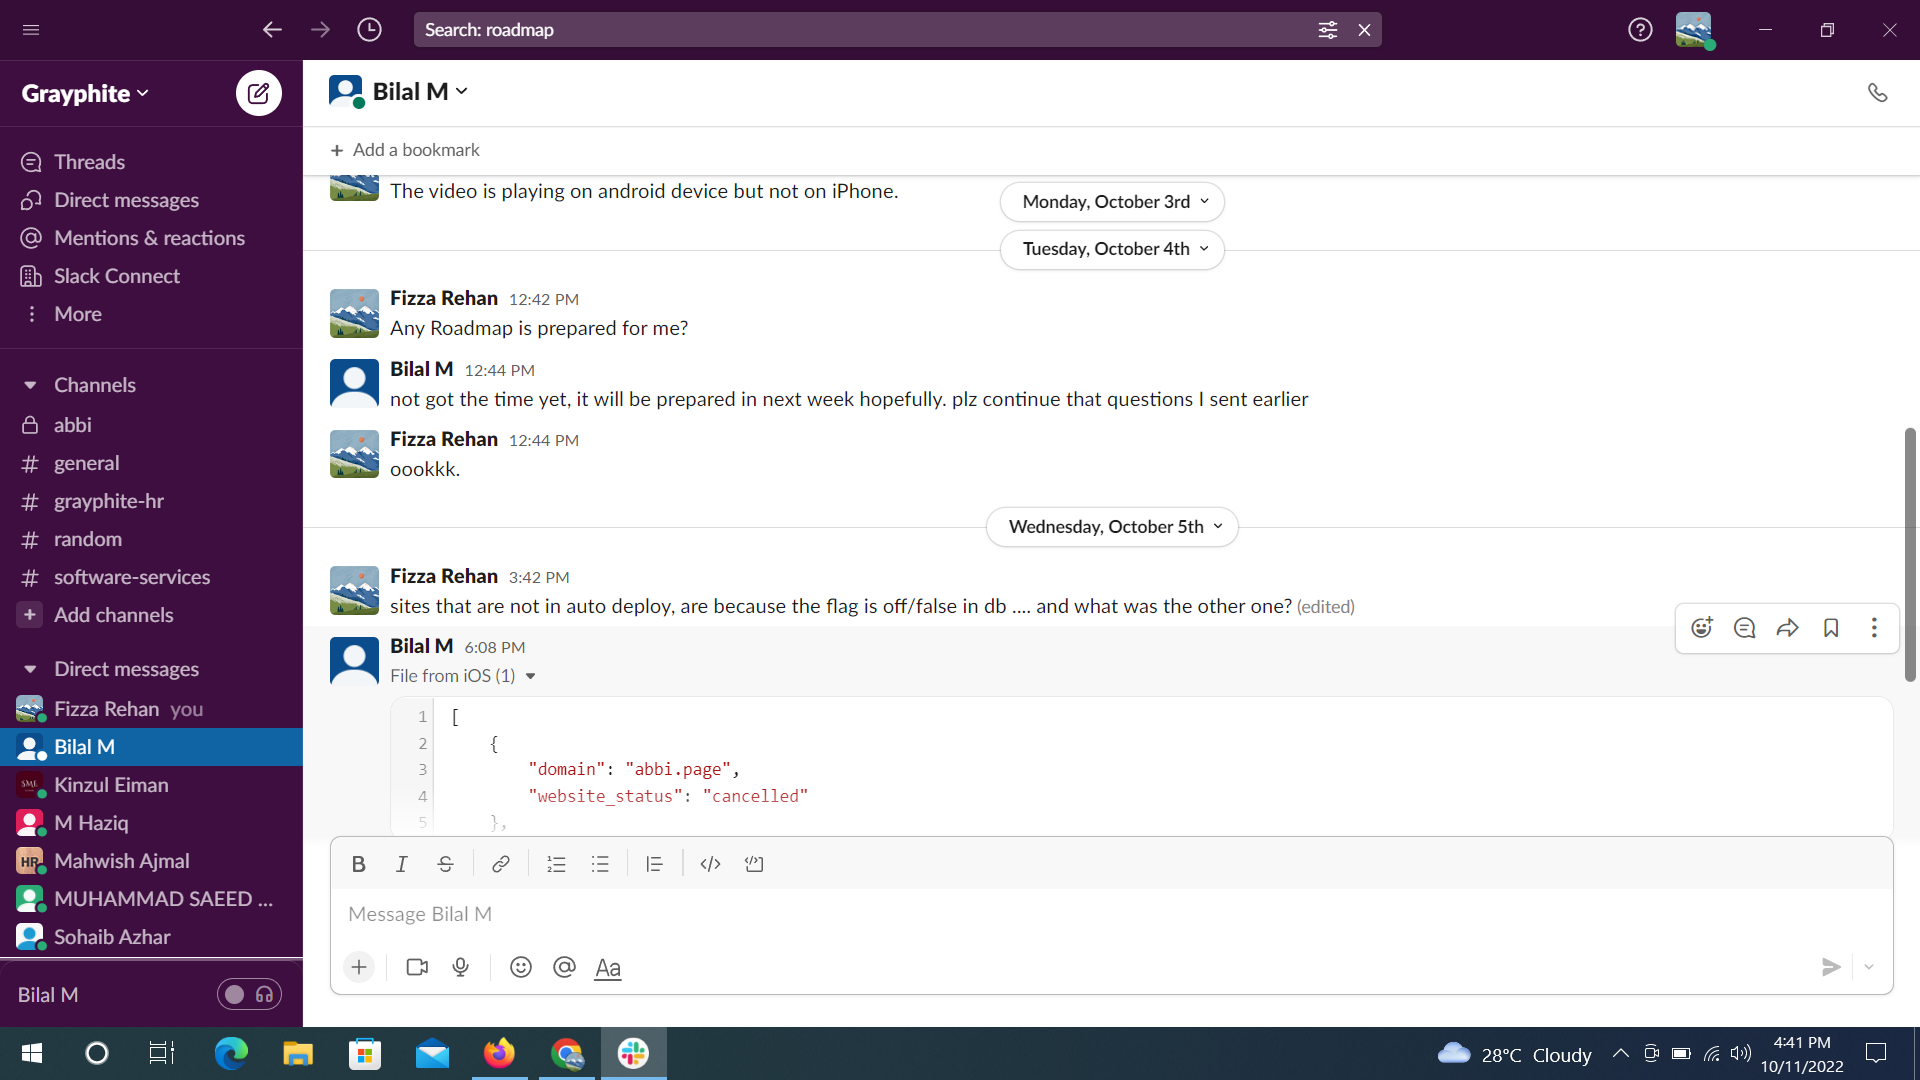 Search: roadmap
Grayphite
Threads
Direct messages
Mentions & reactions
Slack Connect
More
Channels
abbi
# general
# grayphite-hr
# random
# software-services
+ Add channels
Direct messages
Fizza Rehan you
Bilal M
SML Kinzul Eiman
M Haziq
HR Mahwish Ajmal
MUHAMMAD SAEED ...
Sohaib Azhar
Bilal M
Bilal M
+ Add a bookmark
The video is playing on android device but not on iPhone.
Monday, October 3rd
Tuesday, October 4th
Fizza Rehan 12:42 PM
Any Roadmap is prepared for me?
Bilal M 12:44 PM
not got the time yet, it will be prepared in next week hopefully. plz continue that questions I sent earlier
Fizza Rehan 12:44 PM
oookkk.
Wednesday, October 5th
Fizza Rehan 3:42 PM
sites that are not in auto deploy, are because the flag is off/false in db .... and what was the other one? (edited)
Bilal M 6:08 PM
File from iOS (1)
1 [
2 {
3 "domain": "abbi.page",
4 "website_status": "cancelled"
5 },
B I S
Message Bilal M
+ @ Aa
28°C Cloudy
4:41 PM
10/11/2022